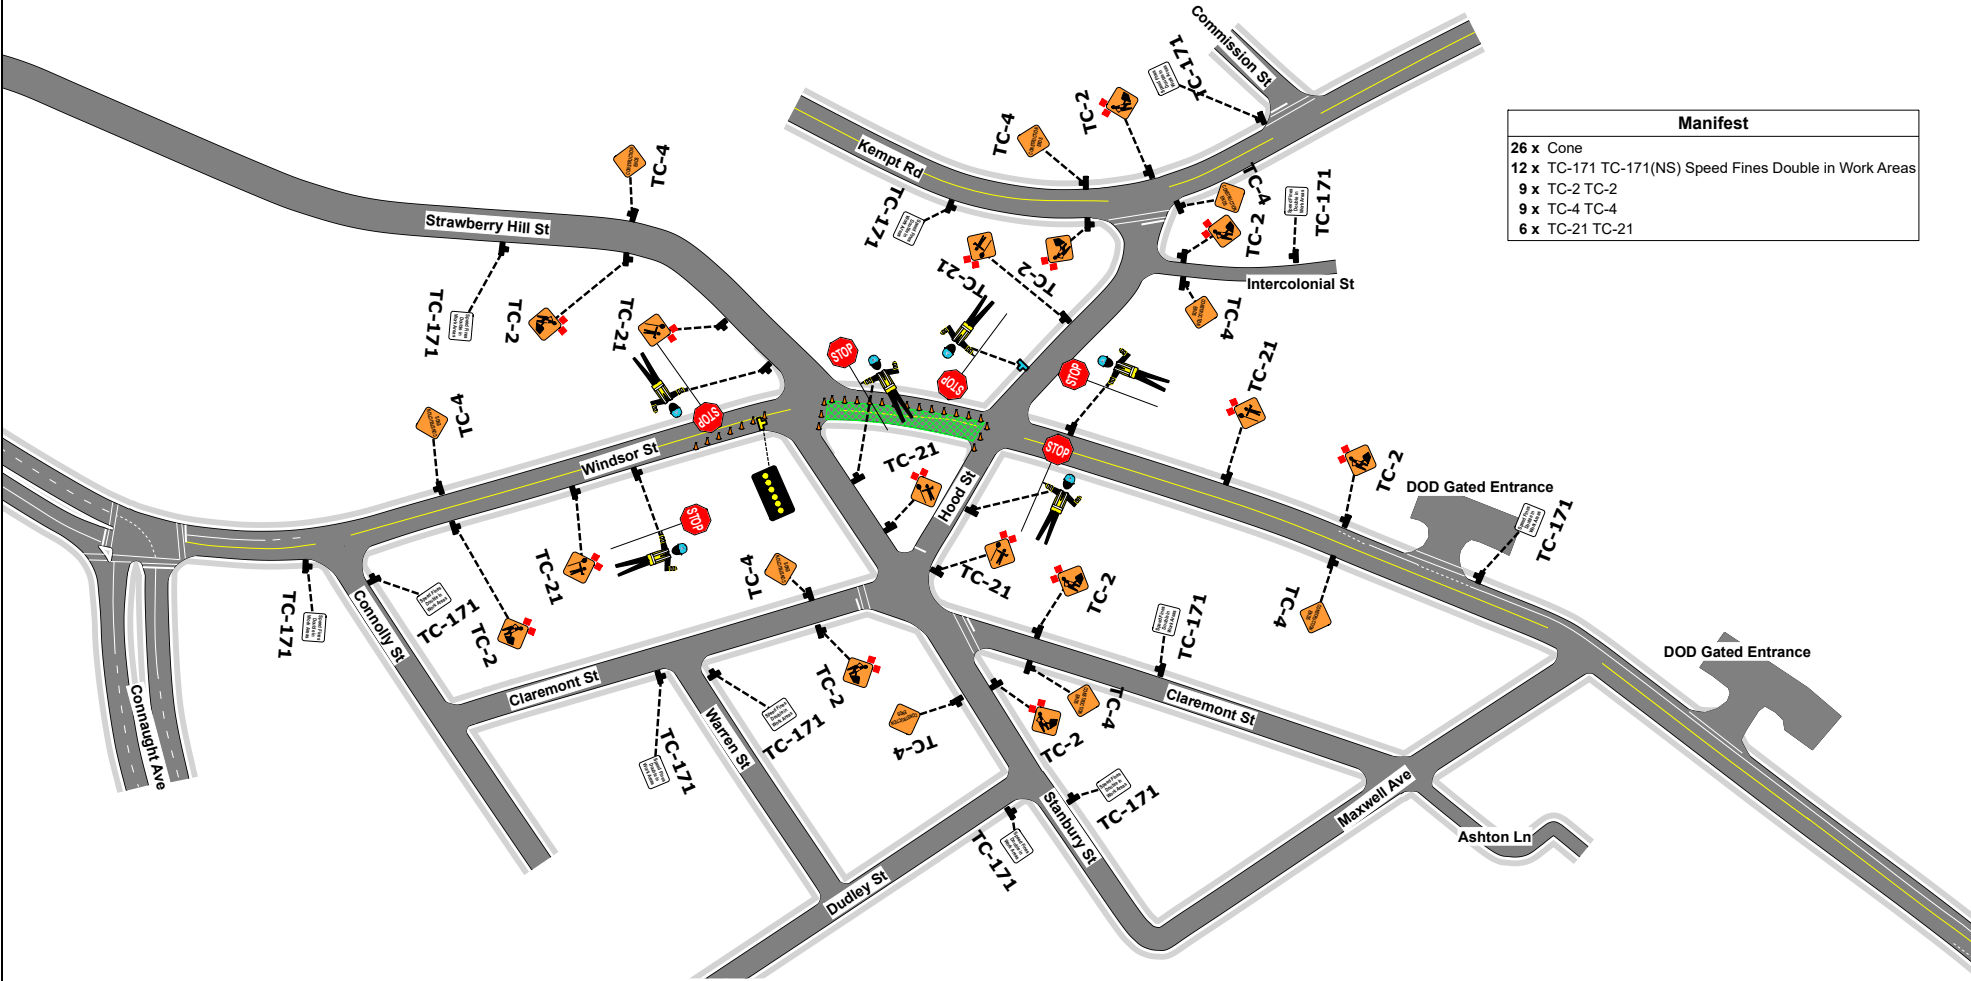 Commission St
TC-171
TC-2
TC-4
Kempt Rd
TC-4
TC-171
TC-4
TC-2
TC-171
Strawberry Hill St
TC-21
TC-2
Intercolonial St
TC-171
TC-2
TC-21
TC-4
STOP
STOP
STOP
TC-21
TC-4
STOP
Windsor St
TC-21
STOP
TC-2
DOD Gated Entrance
Hood St
TC-171
STOP
TC-21
TC-4
TC-21
TC-2
TC-171
Connolly St
TC-171
TC-2
TC-4
TC-171
DOD Gated Entrance
Claremont St
TC-2
TC-4
Claremont St
Connaught Ave
Warren St
TC-171
TC-4
TC-2
TC-171
Maxwell Ave
TC-171
Stanbury St
Ashton Ln
TC-171
Dudley St
Manifest
26 x Cone
12 x TC-171 TC-171(NS) Speed Fines Double in Work Areas
9 x TC-2 TC-2
9 x TC-4 TC-4
6 x TC-21 TC-21